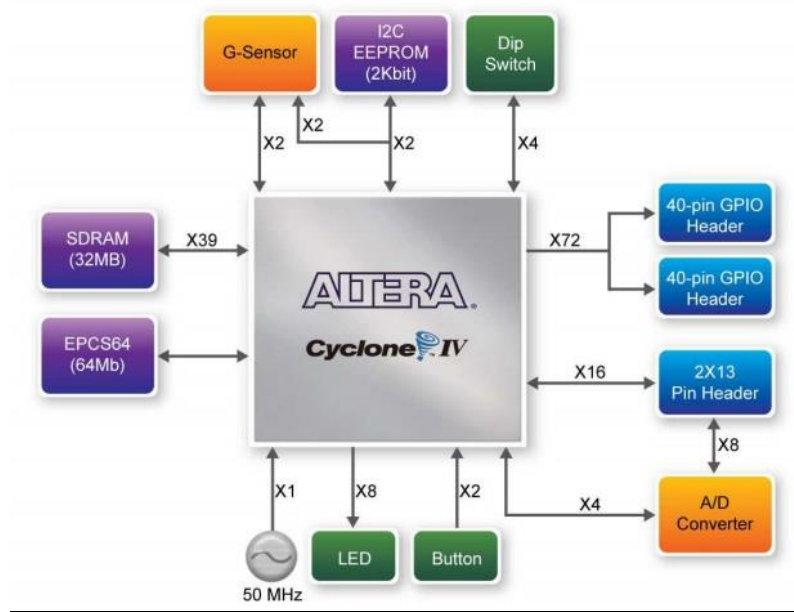 G-Sensor
I2C
EEPROM
(2Kbit)
Dip
Switch
X2
X2
X2
X4
SDRAM
(32MB)
X39
EPCS64
(64Mb)
ALTERA.
Cyclone IV
X72
40-pin GPIO
Header
40-pin GPIO
Header
X16
2X13
Pin Header
X8
X4
A/D
Converter
X1
X8
X2
50 MHz
LED
Button